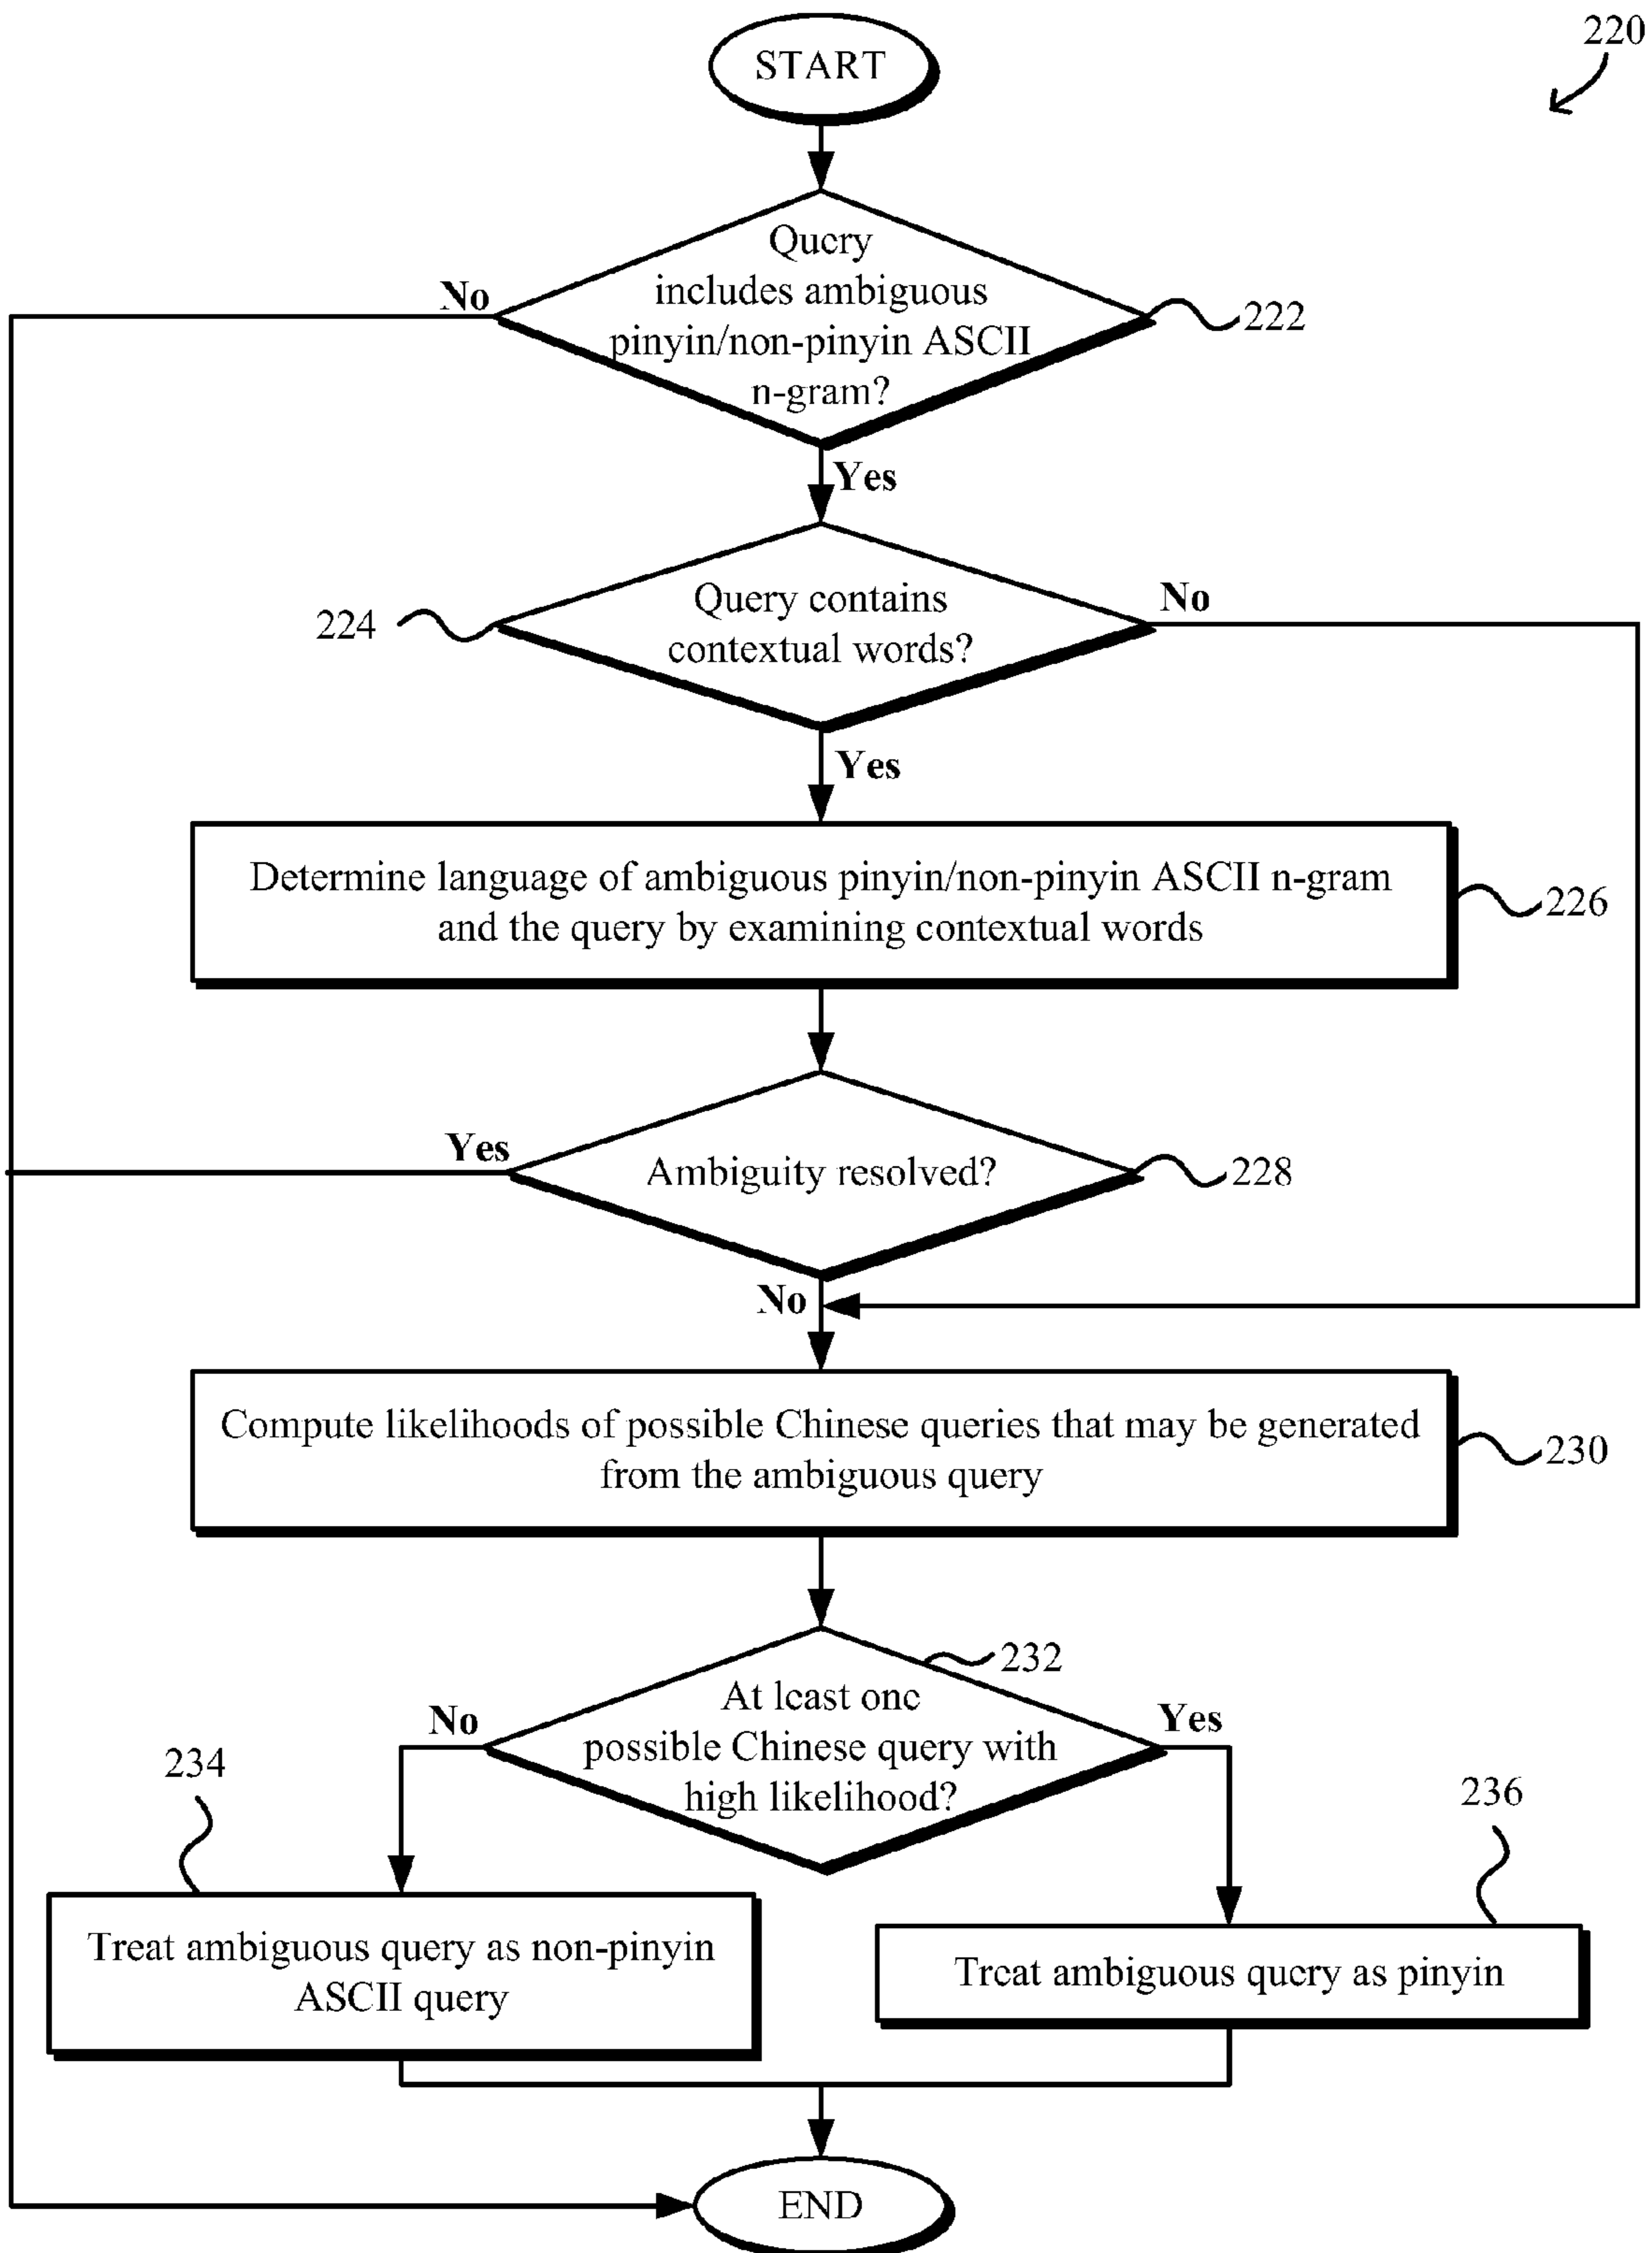 220
START
Query
includes ambiguous
pinyin/non-pinyin ASCII
n-gram?
No
222
Yes
Query contains
contextual words?
No
224
Yes
Determine language of ambiguous pinyin/non-pinyin ASCII n-gram
and the query by examining contextual words
226
Yes
Ambiguity resolved?
228
No
Compute likelihoods of possible Chinese queries that may be generated
from the ambiguous query
230
232
At least one
possible Chinese query with
high likelihood?
No
Yes
234
236
Treat ambiguous query as non-pinyin
ASCII query
Treat ambiguous query as pinyin
END